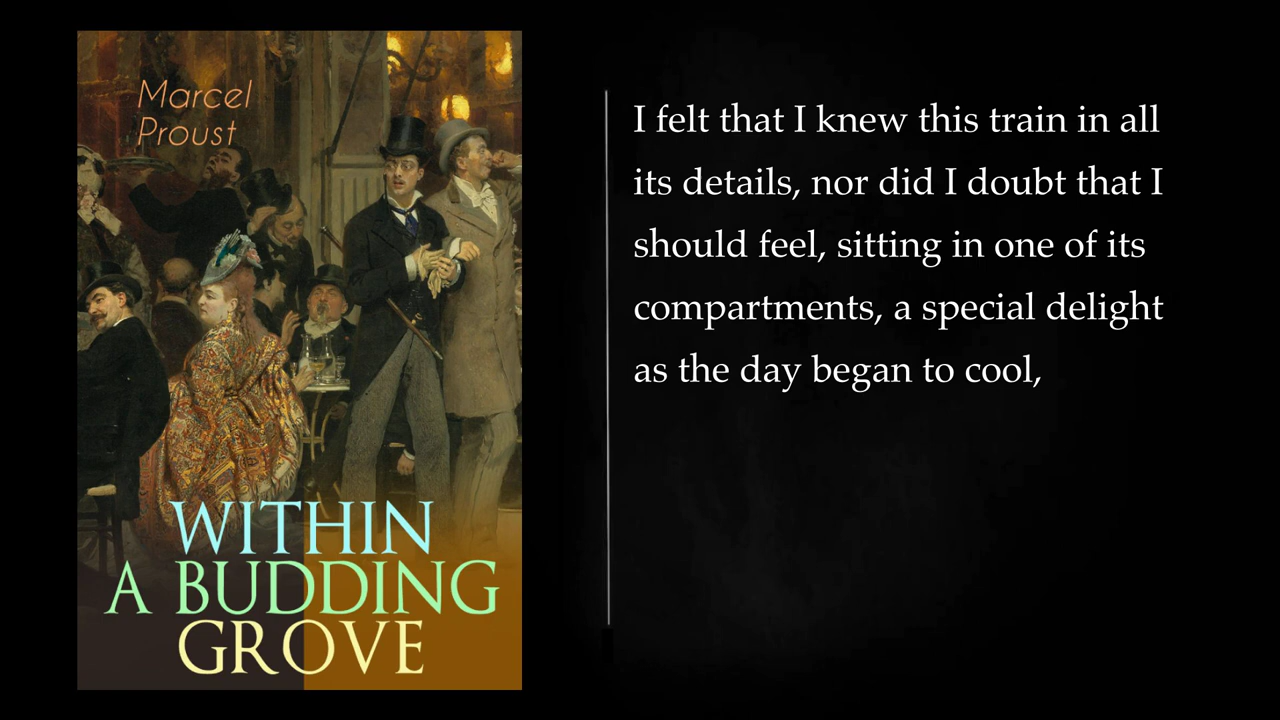 Marcel
Proust
WITHIN
A BUDDING
GROVE
I felt that I knew this train in all
its details, nor did I doubt that I
should feel, sitting in one of its
compartments, a special delight
as the day began to cool,